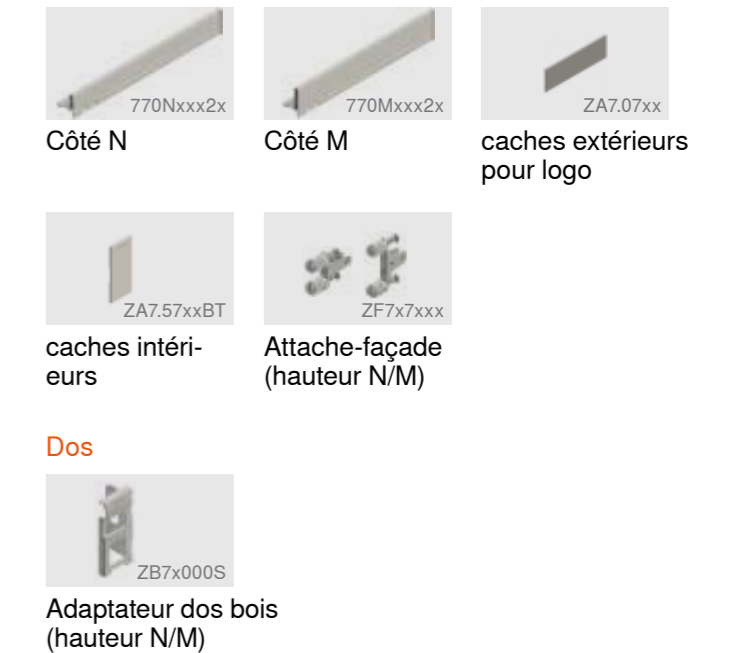 770Nxxx2x
Côté N
770Mxxx2x
Côté M
ZA7.07xx
caches extérieurs
pour logo
ZA7.57xxBT
caches intéri-
eurs
ZF7x7xxx
Attache-façade
(hauteur N/M)
Dos
ZB7x000S
Adaptateur dos bois
(hauteur N/M)